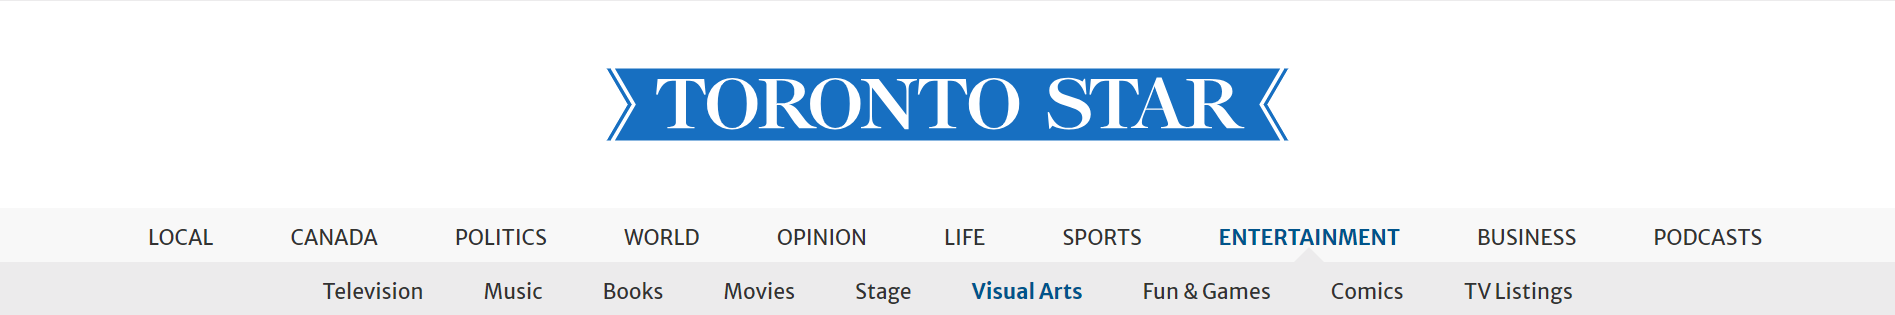 TORONTO STAR
LOCAL CANADA POLITICS WORLD OPINION LIFE SPORTS ENTERTAINMENT BUSINESS PODCASTS
Television Music Books Movies Stage Visual Arts Fun & Games Comics TV Listings